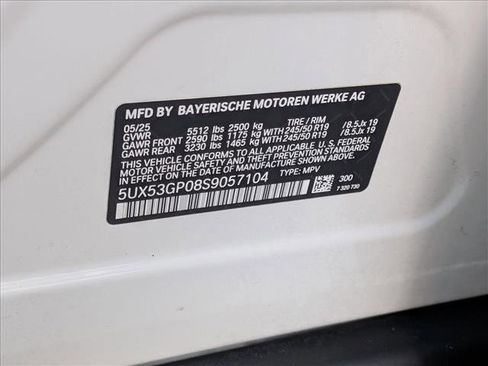 MFD BY BAYERISCHE MOTOREN WERKE AG
05/25 TIRE / RIM
GVWR 5512 lbs 2500 kg
GAWR FRONT 2590 lbs 1175 kg WITH 245/50 R19 /8.5Jx 19
GAWR REAR 3230 lbs 1465 kg WITH 245/50 R19 /8.5Jx 19
THIS VEHICLE CONFORMS TO ALL APPLICABLE U.S. FEDERAL
MOTOR VEHICLE SAFETY AND THEFT PREVENTION STANDARDS
IN EFFECT ON THE DATE OF MANUFACTURE SHOWN ABOVE.
5UX53GP08S9057104 TYPE: MPV
300
7 320 730